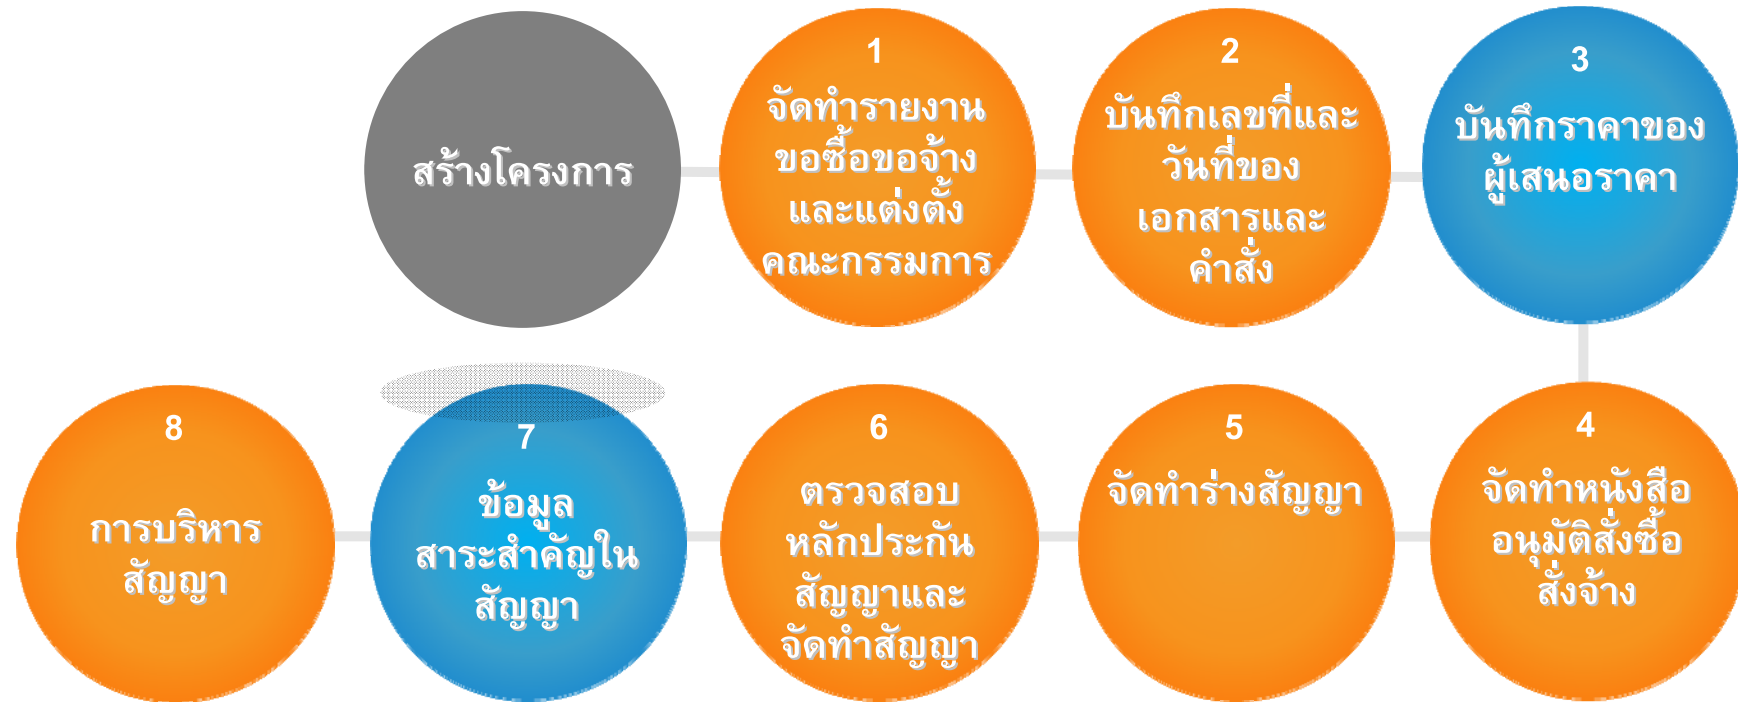 สร้างโครงการ
1
จัดทำรายงาน
ขอซื้อขอจ้าง
และแต่งตั้ง
คณะกรรมการ
2
บันทึกเลขที่และ
วันที่ของ
เอกสารและ
คำสั่ง
3
บันทึกราคาของ
ผู้เสนอราคา
4
จัดทำหนังสือ
อนุมัติสั่งซื้อ
สั่งจ้าง
5
จัดทำร่างสัญญา
6
ตรวจสอบ
หลักประกัน
สัญญาและ
จัดทำสัญญา
7
ข้อมูล
สาระสำคัญใน
สัญญา
8
การบริหาร
สัญญา